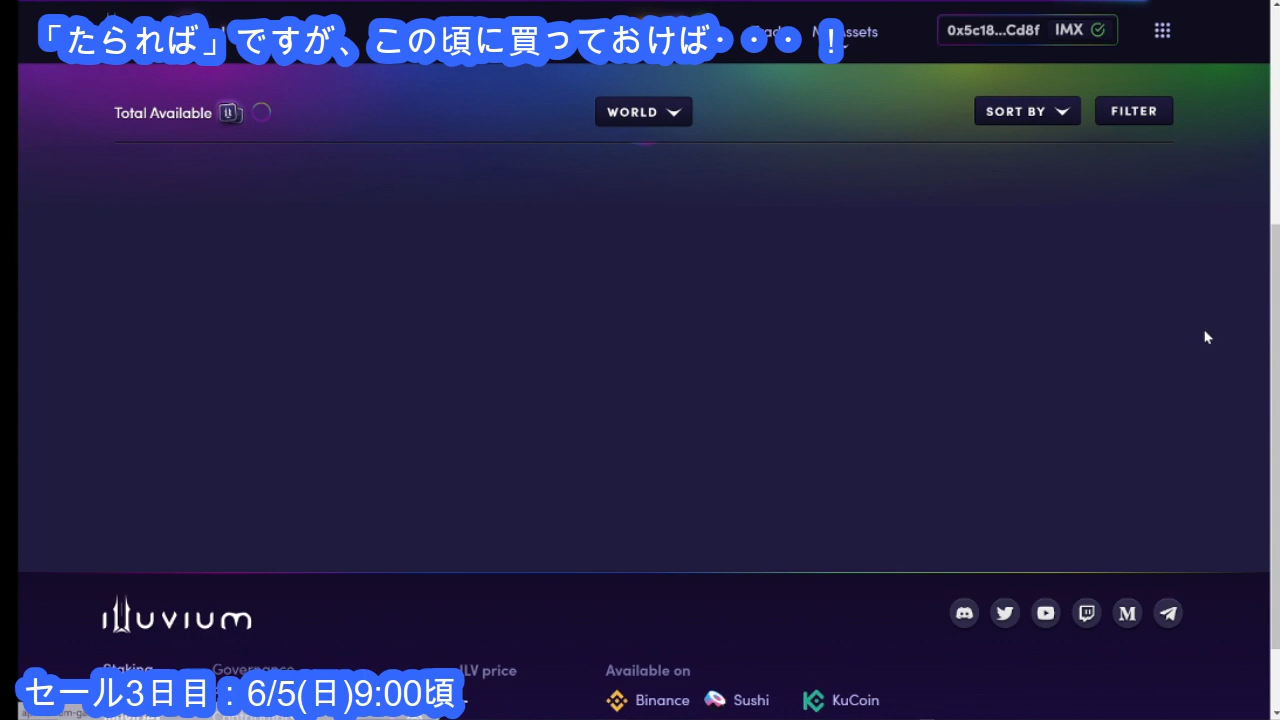 「たられば」ですが、この頃に買っておけば・・・！
0x5c18...Cd8f IMX
Total Available
WORLD
SORT BY
FILTER
illuvium
Staking
Governance
ILV price
Available on
Binance
Sushi
KuCoin
セール3日目：6/5(日)9:00頃